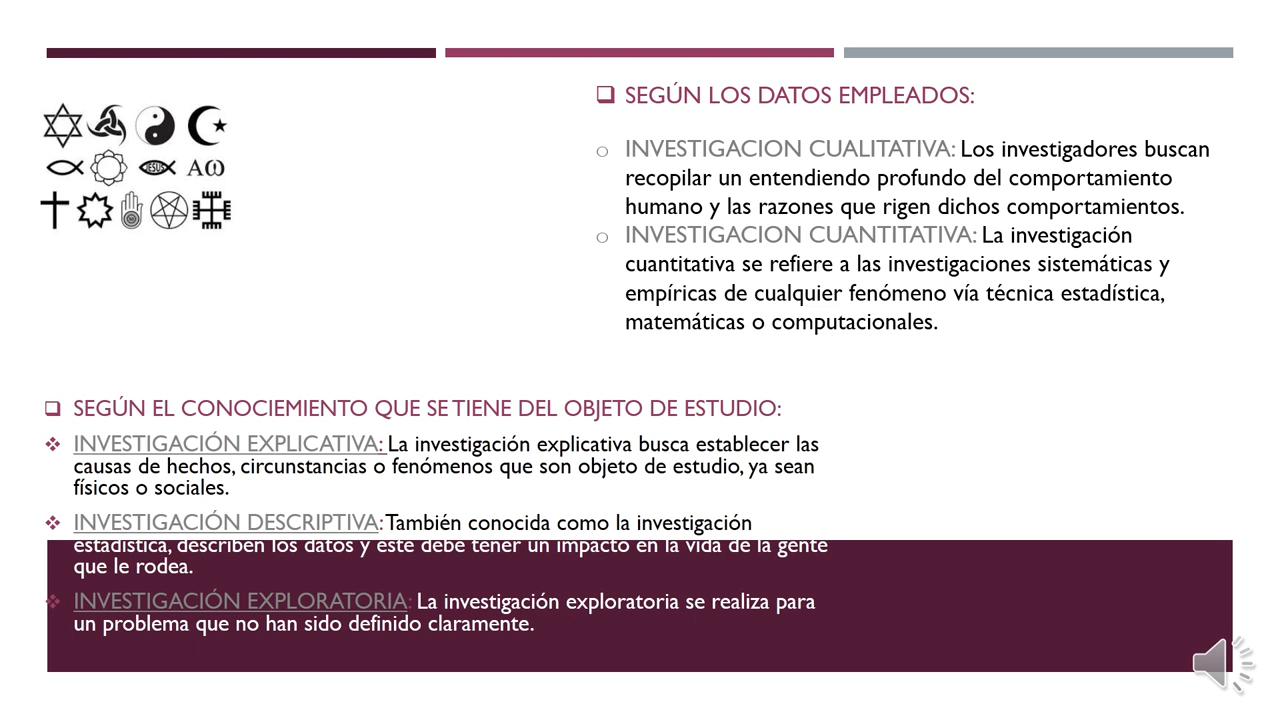 JESUS
ΑΩ
SEGÚN LOS DATOS EMPLEADOS:
INVESTIGACION CUALITATIVA: Los investigadores buscan
recopilar un entendiendo profundo del comportamiento
humano y las razones que rigen dichos comportamientos.
INVESTIGACION CUANTITATIVA: La investigación
cuantitativa se refiere a las investigaciones sistemáticas y
empíricas de cualquier fenómeno vía técnica estadística,
matemáticas o computacionales.
SEGÚN EL CONOCIEMIENTO QUE SE TIENE DEL OBJETO DE ESTUDIO:
INVESTIGACIÓN EXPLICATIVA: La investigación explicativa busca establecer las
causas de hechos, circunstancias o fenómenos que son objeto de estudio, ya sean
físicos o sociales.
INVESTIGACIÓN DESCRIPTIVA: También conocida como la investigación
estadística, describen los datos y este debe tener un impacto en la vida de la gente
que le rodea.
INVESTIGACIÓN EXPLORATORIA: La investigación exploratoria se realiza para
un problema que no han sido definido claramente.